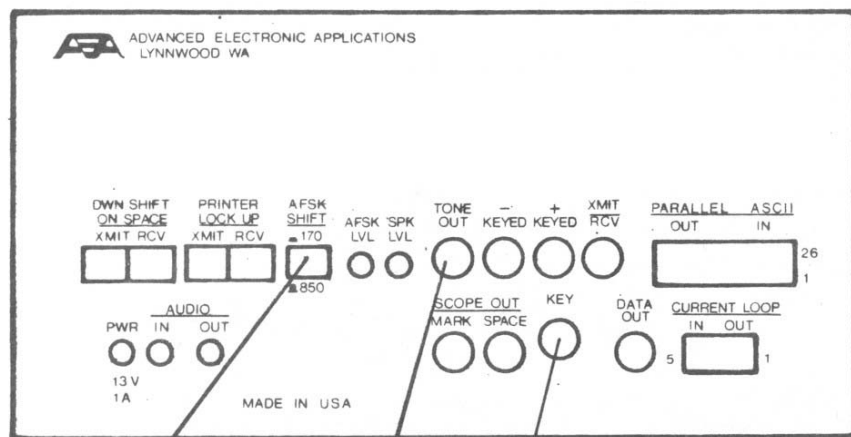 AEA ADVANCED ELECTRONIC APPLICATIONS
LYNNWOOD WA
DWN SHIFT
ON SPACE
XMIT RCV
PRINTER
LOCK UP
XMIT RCV
AFSK
SHIFT
170
850
AFSK
LVL
SPK
LVL
TONE
OUT
−
KEYED
+
KEYED
XMIT
RCV
PARALLEL ASCII
OUT IN
26
1
AUDIO
PWR IN OUT
13 V
1 A
SCOPE OUT
MARK SPACE
KEY
DATA
OUT
CURRENT LOOP
IN OUT
5 1
MADE IN USA